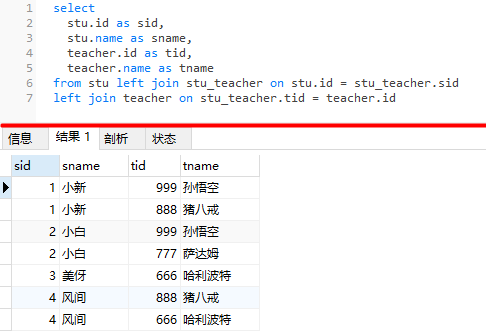 1 select
2 stu.id as sid,
3 stu.name as sname,
4 teacher.id as tid,
5 teacher.name as tname
6 from stu left join stu_teacher on stu.id = stu_teacher.sid
7 left join teacher on stu_teacher.tid = teacher.id
信息 结果 1 剖析 状态
sid sname tid tname
1 小新 999 孙悟空
1 小新 888 猪八戒
2 小白 999 孙悟空
2 小白 777 萨达姆
3 美伢 666 哈利波特
4 风间 888 猪八戒
4 风间 666 哈利波特